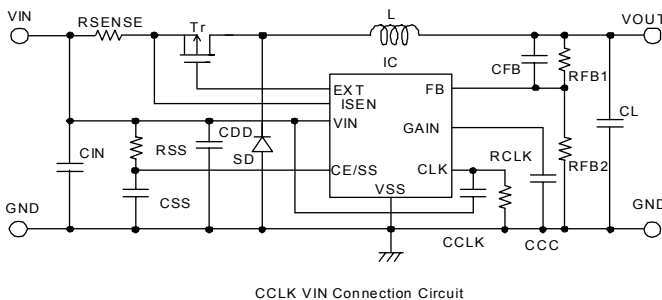 VIN
RSENSE
Tr
L
VOUT
IC
EXT
ISEN
VIN
CE/SS
VSS
FB
GAIN
CLK
CFB
RFB1
CL
CIN
RSS
CDD
SD
CSS
RCLK
RFB2
GND
GND
CCLK
CCC
CCLK VIN Connection Circuit